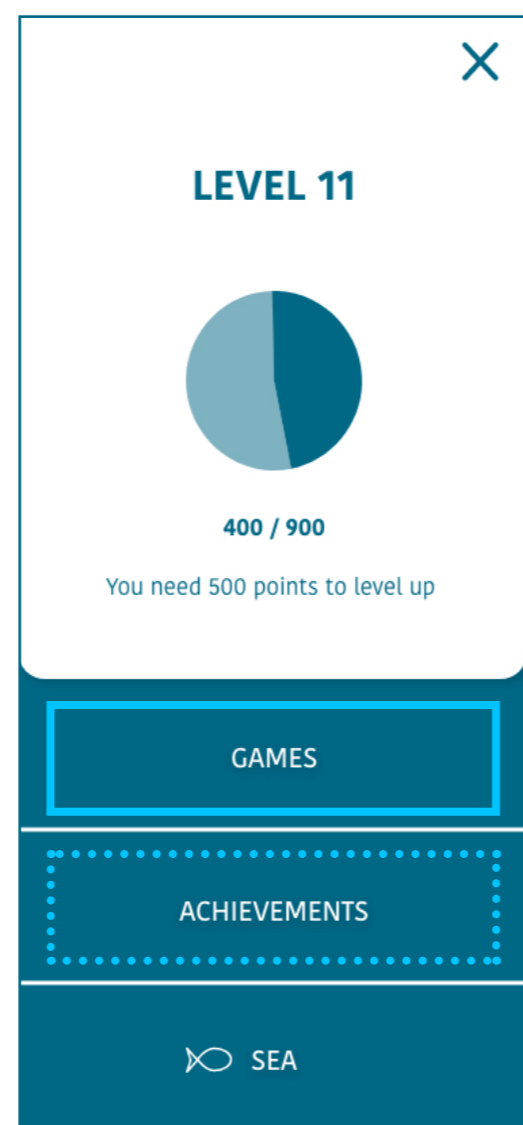 LEVEL 11
400 / 900
You need 500 points to level up
GAMES
ACHIEVEMENTS
SEA